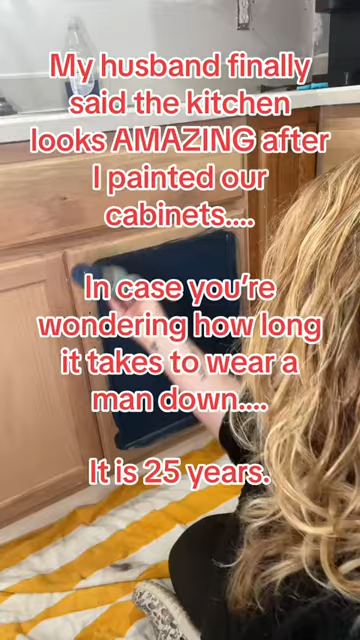 My husband finally
said the kitchen
looks AMAZING after
I painted our
cabinets....
In case you're
wondering how long
it takes to wear a
man down....
It is 25 years.